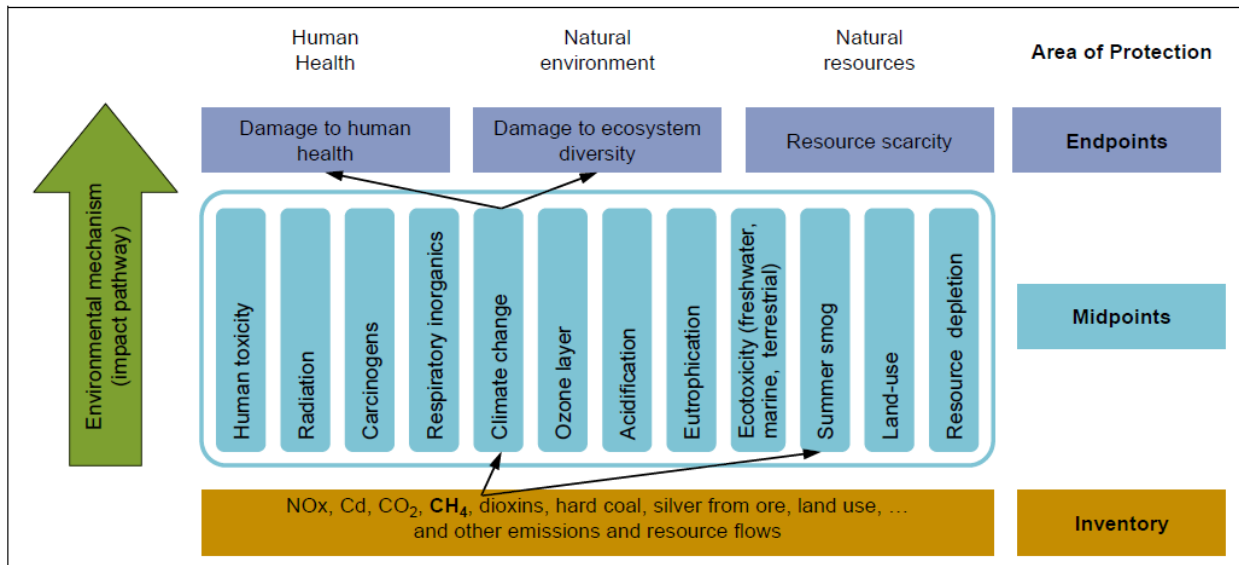 Human
Health
Natural
environment
Natural
resources
Area of Protection
Damage to human
health
Damage to ecosystem
diversity
Resource scarcity
Endpoints
Environmental mechanism
(impact pathway)
Human toxicity
Radiation
Carcinogens
Respiratory inorganics
Climate change
Ozone layer
Acidification
Eutrophication
Ecotoxicity (freshwater,
marine, terrestrial)
Summer smog
Land-use
Resource depletion
Midpoints
NOx, Cd, CO₂, CH₄, dioxins, hard coal, silver from ore, land use, …
and other emissions and resource flows
Inventory